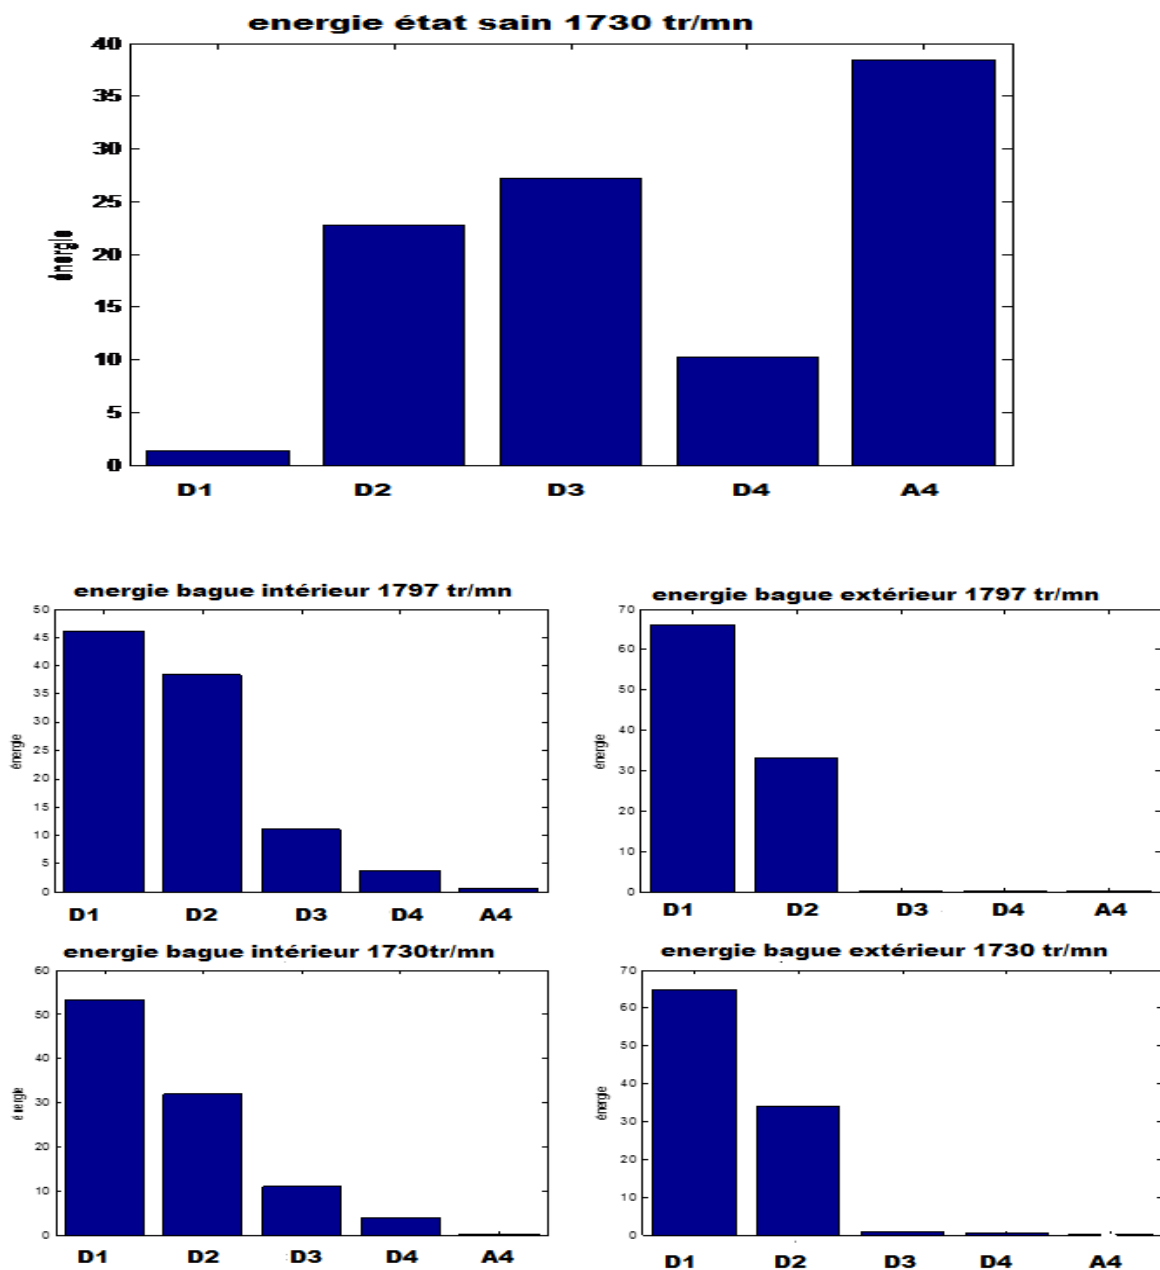 energie état sain 1730 tr/mn
40
35
30
25
20
15
10
5
0
énergie
D1 D2 D3 D4 A4
energie bague intérieur 1797 tr/mn
50
45
40
35
30
25
20
15
10
5
0
énergie
D1 D2 D3 D4 A4
energie bague extérieur 1797 tr/mn
70
60
50
40
30
20
10
0
énergie
D1 D2 D3 D4 A4
energie bague intérieur 1730tr/mn
60
50
40
30
20
10
0
énergie
D1 D2 D3 D4 A4
energie bague extérieur 1730 tr/mn
70
60
50
40
30
20
10
0
énergie
D1 D2 D3 D4 A4